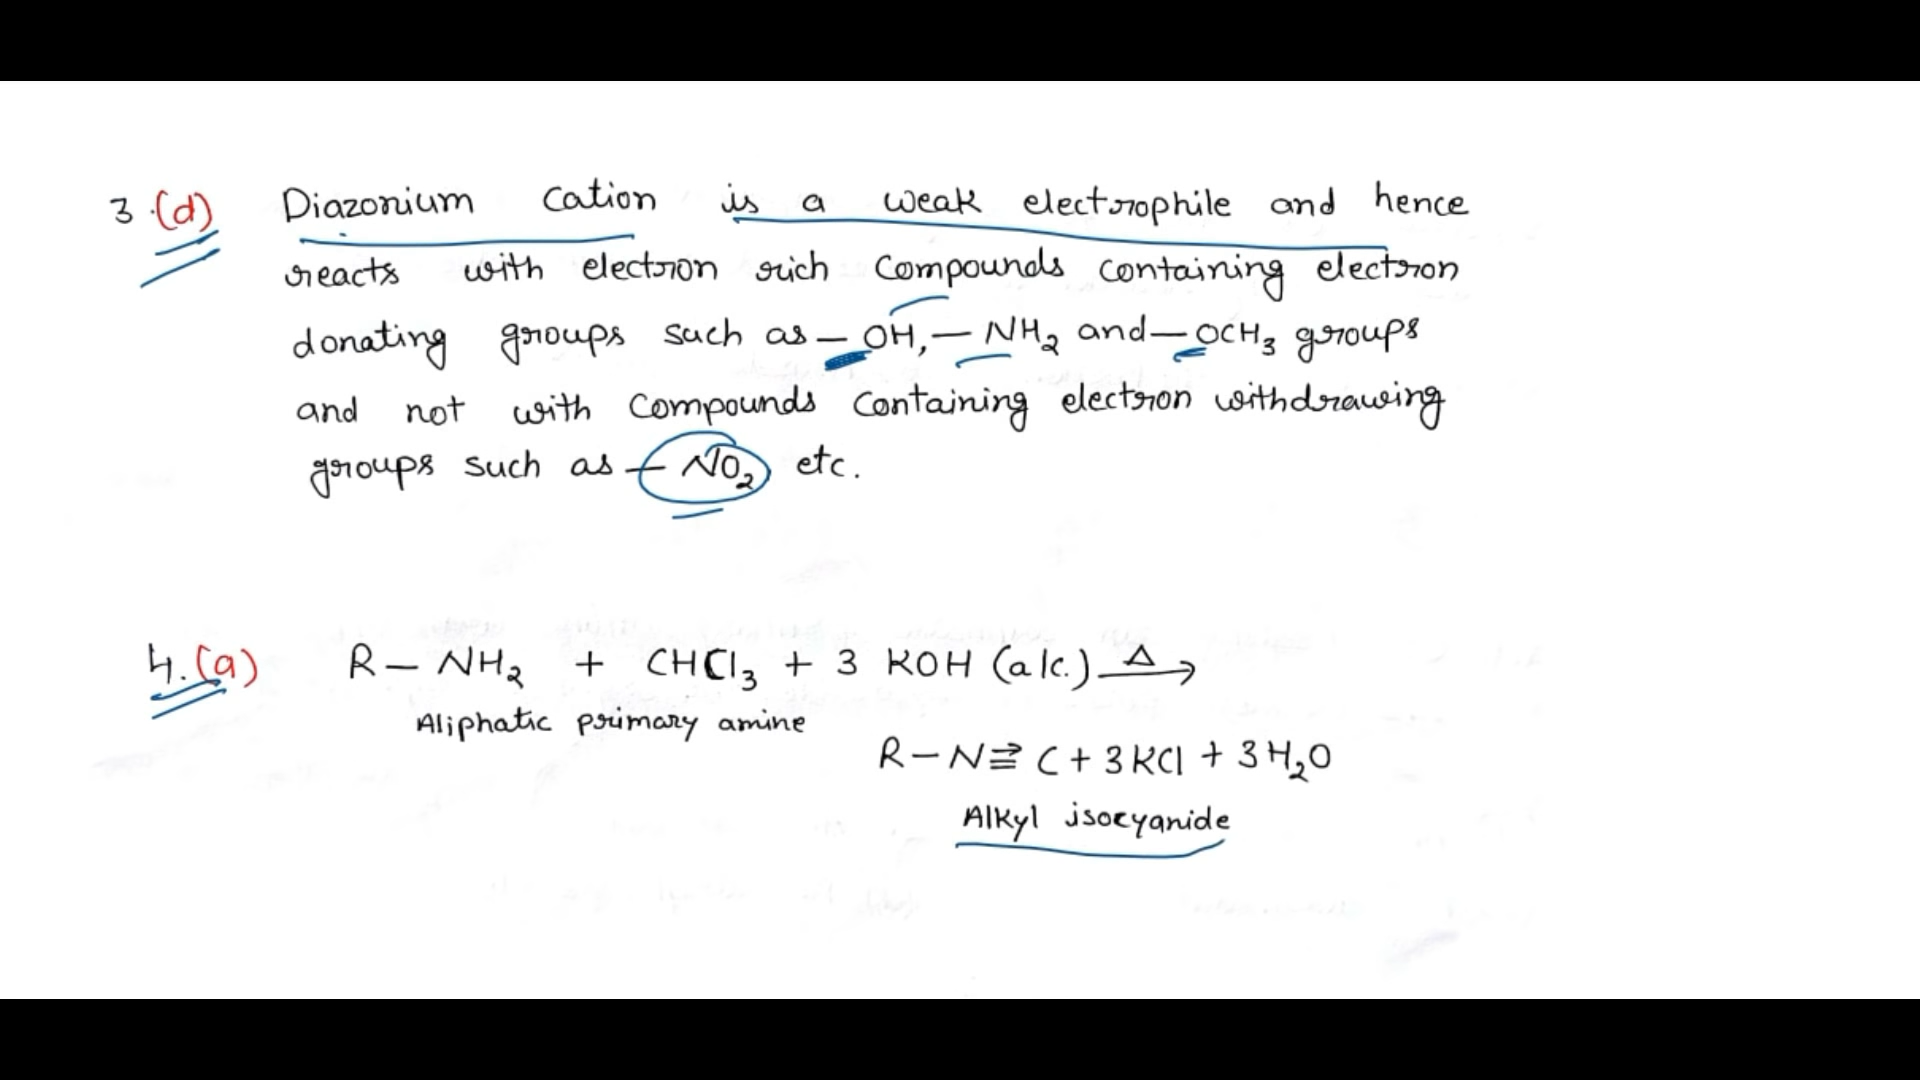 3.(d) Diazonium cation is a weak electrophile and hence
reacts with electron rich compounds containing electron
donating groups such as —OH, —NH₂ and —OCH₃ groups
and not with compounds containing electron withdrawing
groups such as —NO₂ etc.
4.(a) R—NH₂ + CHCl₃ + 3 KOH (alc.) —Δ→
Aliphatic primary amine
R—N≡→C + 3KCl + 3H₂O
Alkyl isocyanide